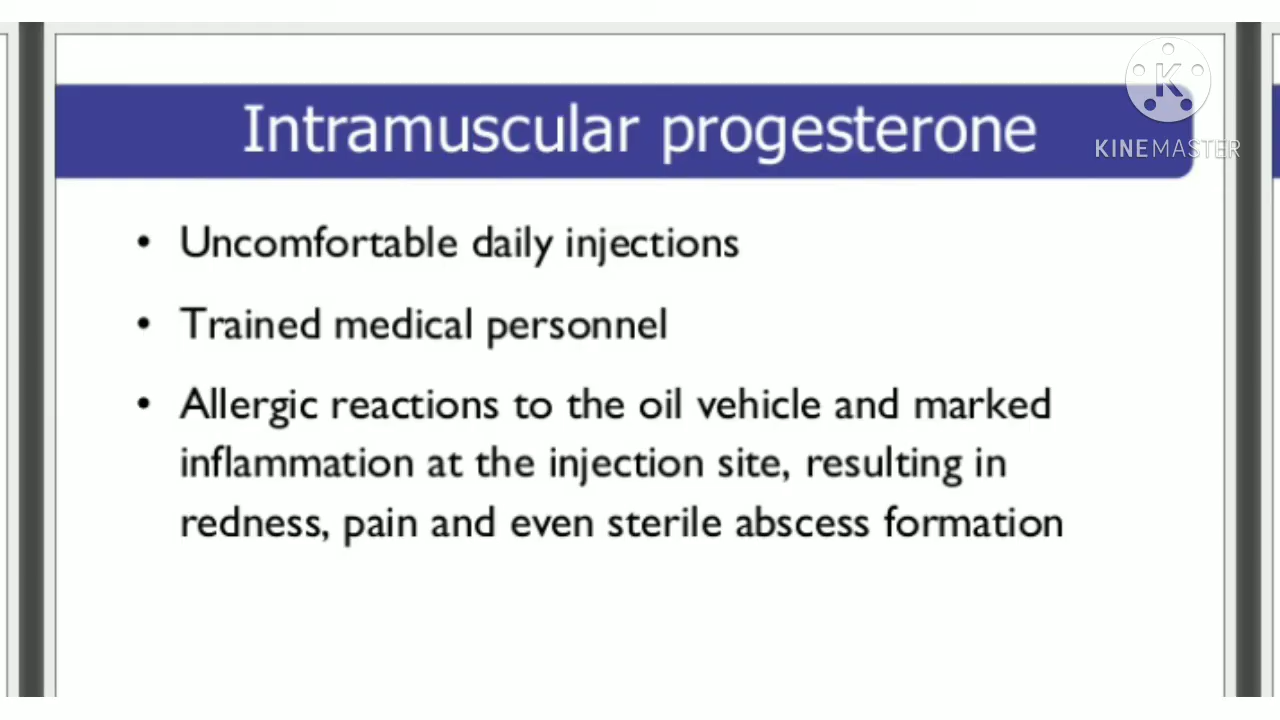 K
KINEMASTER
Intramuscular progesterone
• Uncomfortable daily injections
• Trained medical personnel
• Allergic reactions to the oil vehicle and marked
inflammation at the injection site, resulting in
redness, pain and even sterile abscess formation